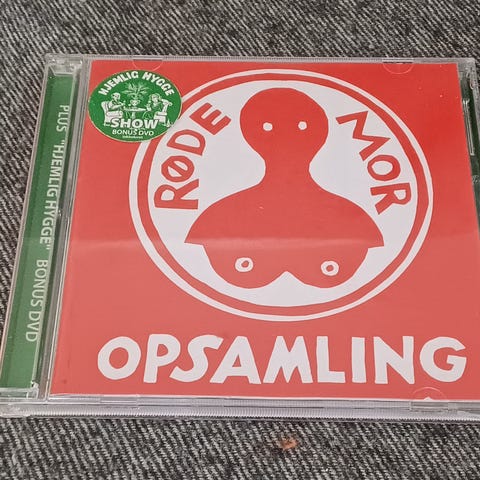 HJEMLIG HYGGE
SHOW
BONUS DVD
RØDE MOR
OPSAMLING
PLUS "HJEMLIG HYGGE" BONUS DVD